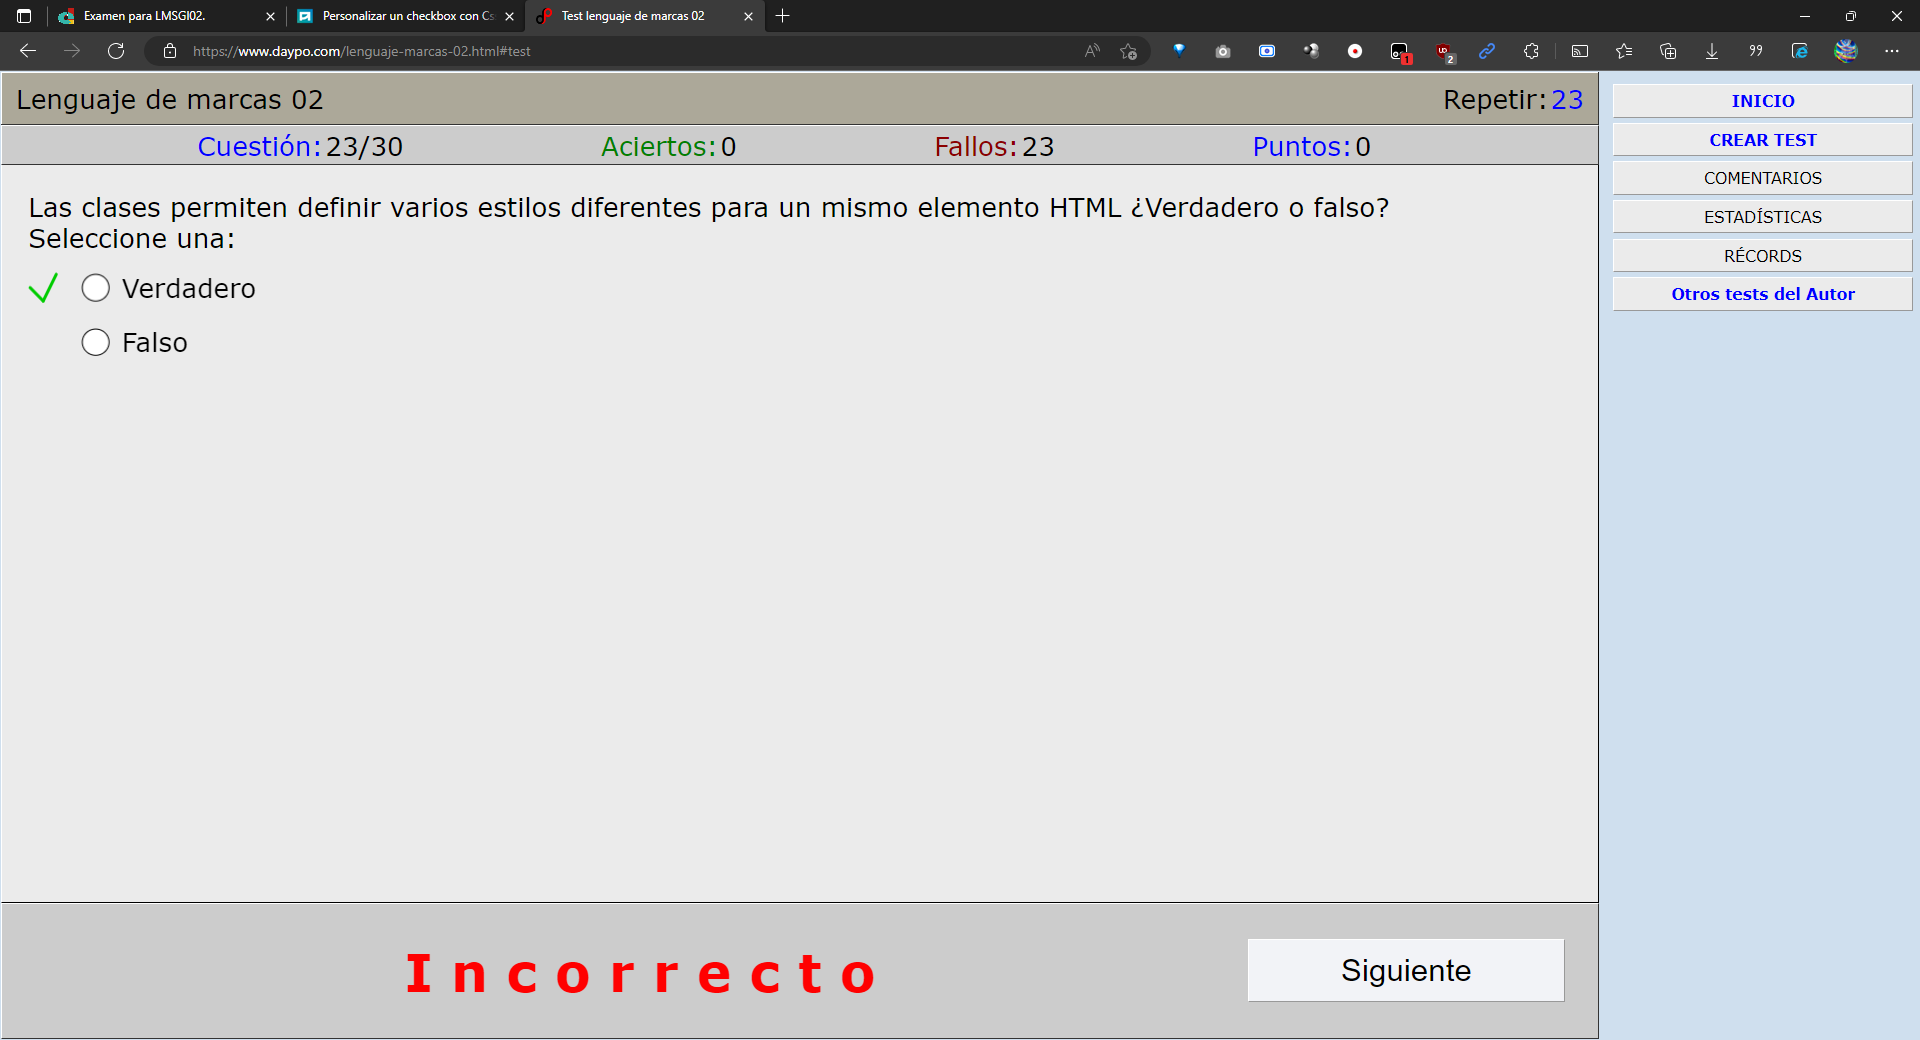 Examen para LMSGI02.
Personalizar un checkbox con Cs
Test lenguaje de marcas 02
https://www.daypo.com/lenguaje-marcas-02.html#test
1
2
Lenguaje de marcas 02
Repetir: 23
Cuestión: 23/30
Aciertos: 0
Fallos: 23
Puntos: 0
Las clases permiten definir varios estilos diferentes para un mismo elemento HTML ¿Verdadero o falso?
Seleccione una:
Verdadero
Falso
Incorrecto
Siguiente
INICIO
CREAR TEST
COMENTARIOS
ESTADÍSTICAS
RÉCORDS
Otros tests del Autor